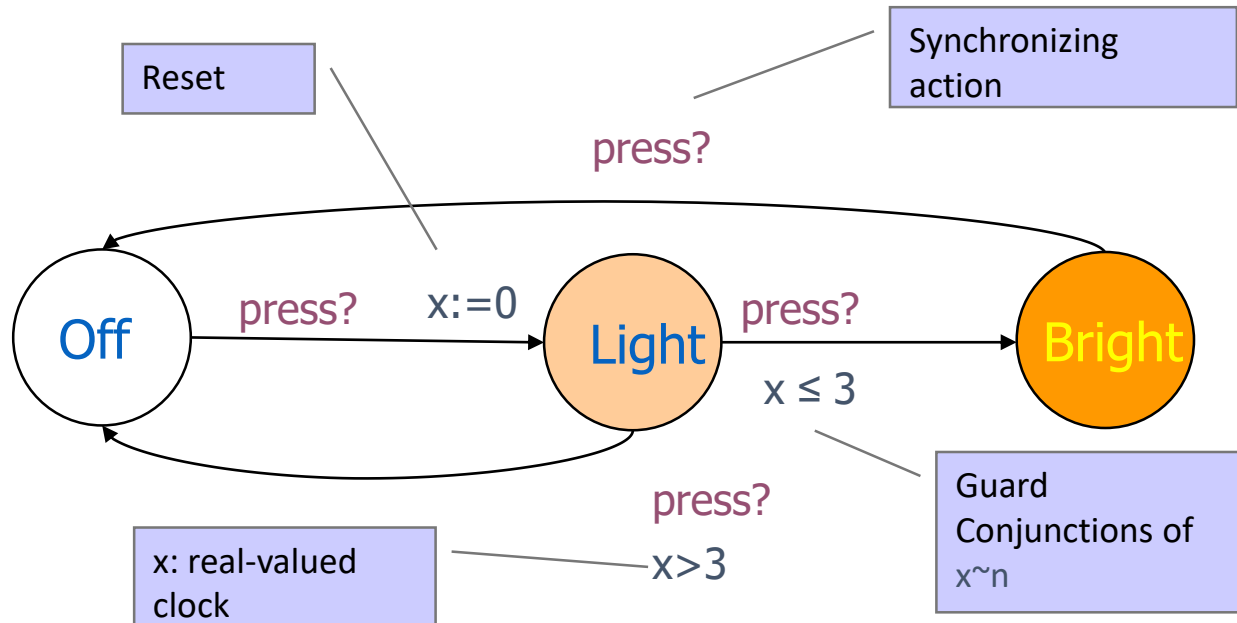 Reset
Synchronizing
action
press?
press?
x:=0
press?
Off
Light
Bright
x ≤ 3
press?
x>3
Guard
Conjunctions of
x~n
x: real-valued
clock